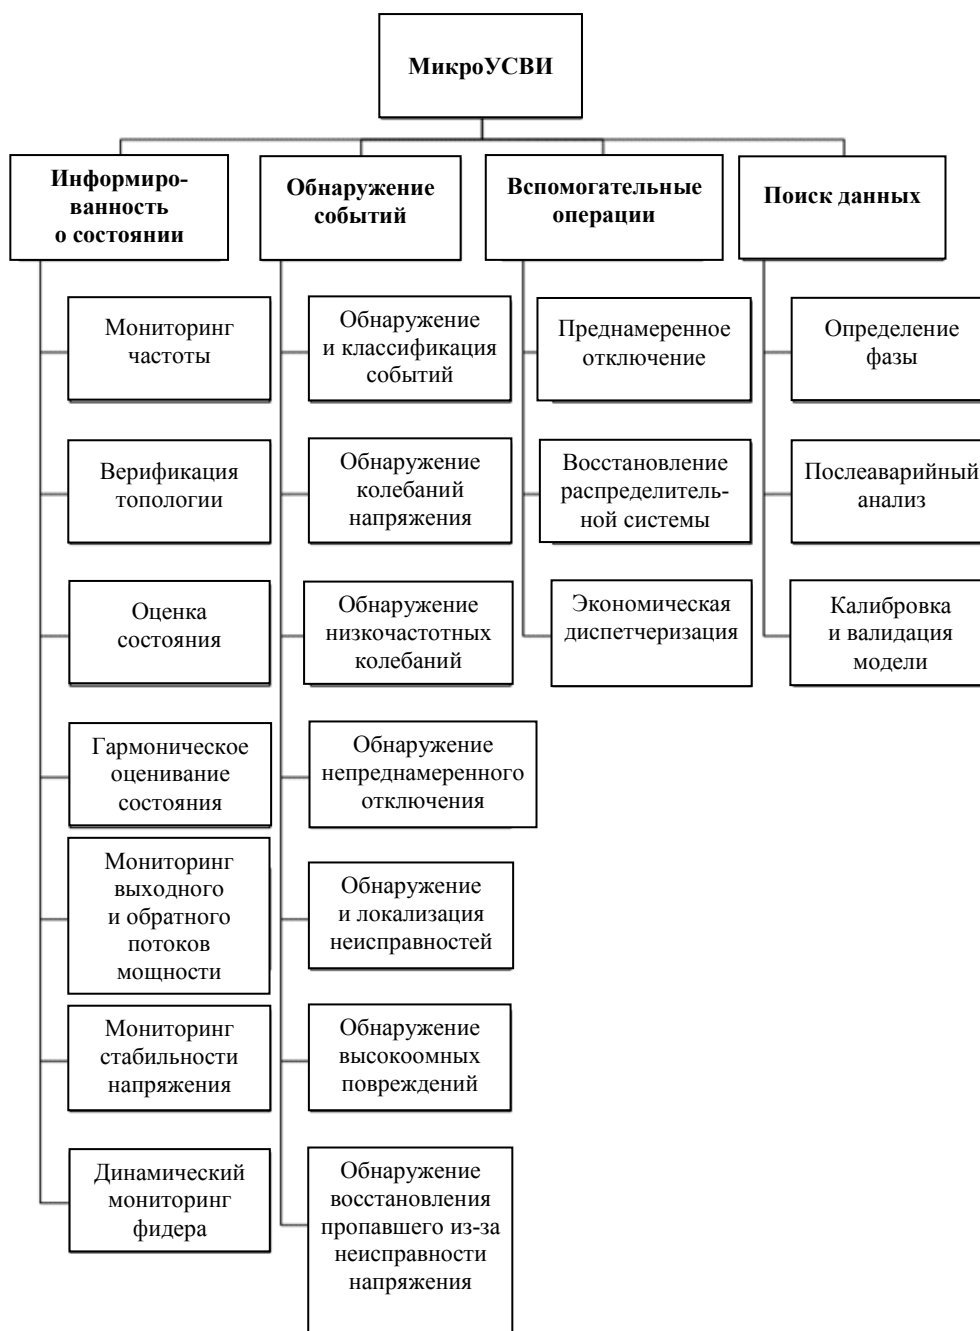 МикроУСВИ
Информиро-
ванность
о состоянии
Мониторинг
частоты
Верификация
топологии
Оценка
состояния
Гармоническое
оценивание
состояния
Мониторинг
выходного
и обратного
потоков
мощности
Мониторинг
стабильности
напряжения
Динамический
мониторинг
фидера
Обнаружение
событий
Обнаружение
и классификация
событий
Обнаружение
колебаний
напряжения
Обнаружение
низкочастотных
колебаний
Обнаружение
непреднамеренного
отключения
Обнаружение
и локализация
неисправностей
Обнаружение
высокоомных
повреждений
Обнаружение
восстановления
пропавшего из-за
неисправности
напряжения
Вспомогательные
операции
Преднамеренное
отключение
Восстановление
распределитель-
ной системы
Экономическая
диспетчеризация
Поиск данных
Определение
фазы
Послеаварийный
анализ
Калибровка
и валидация
модели